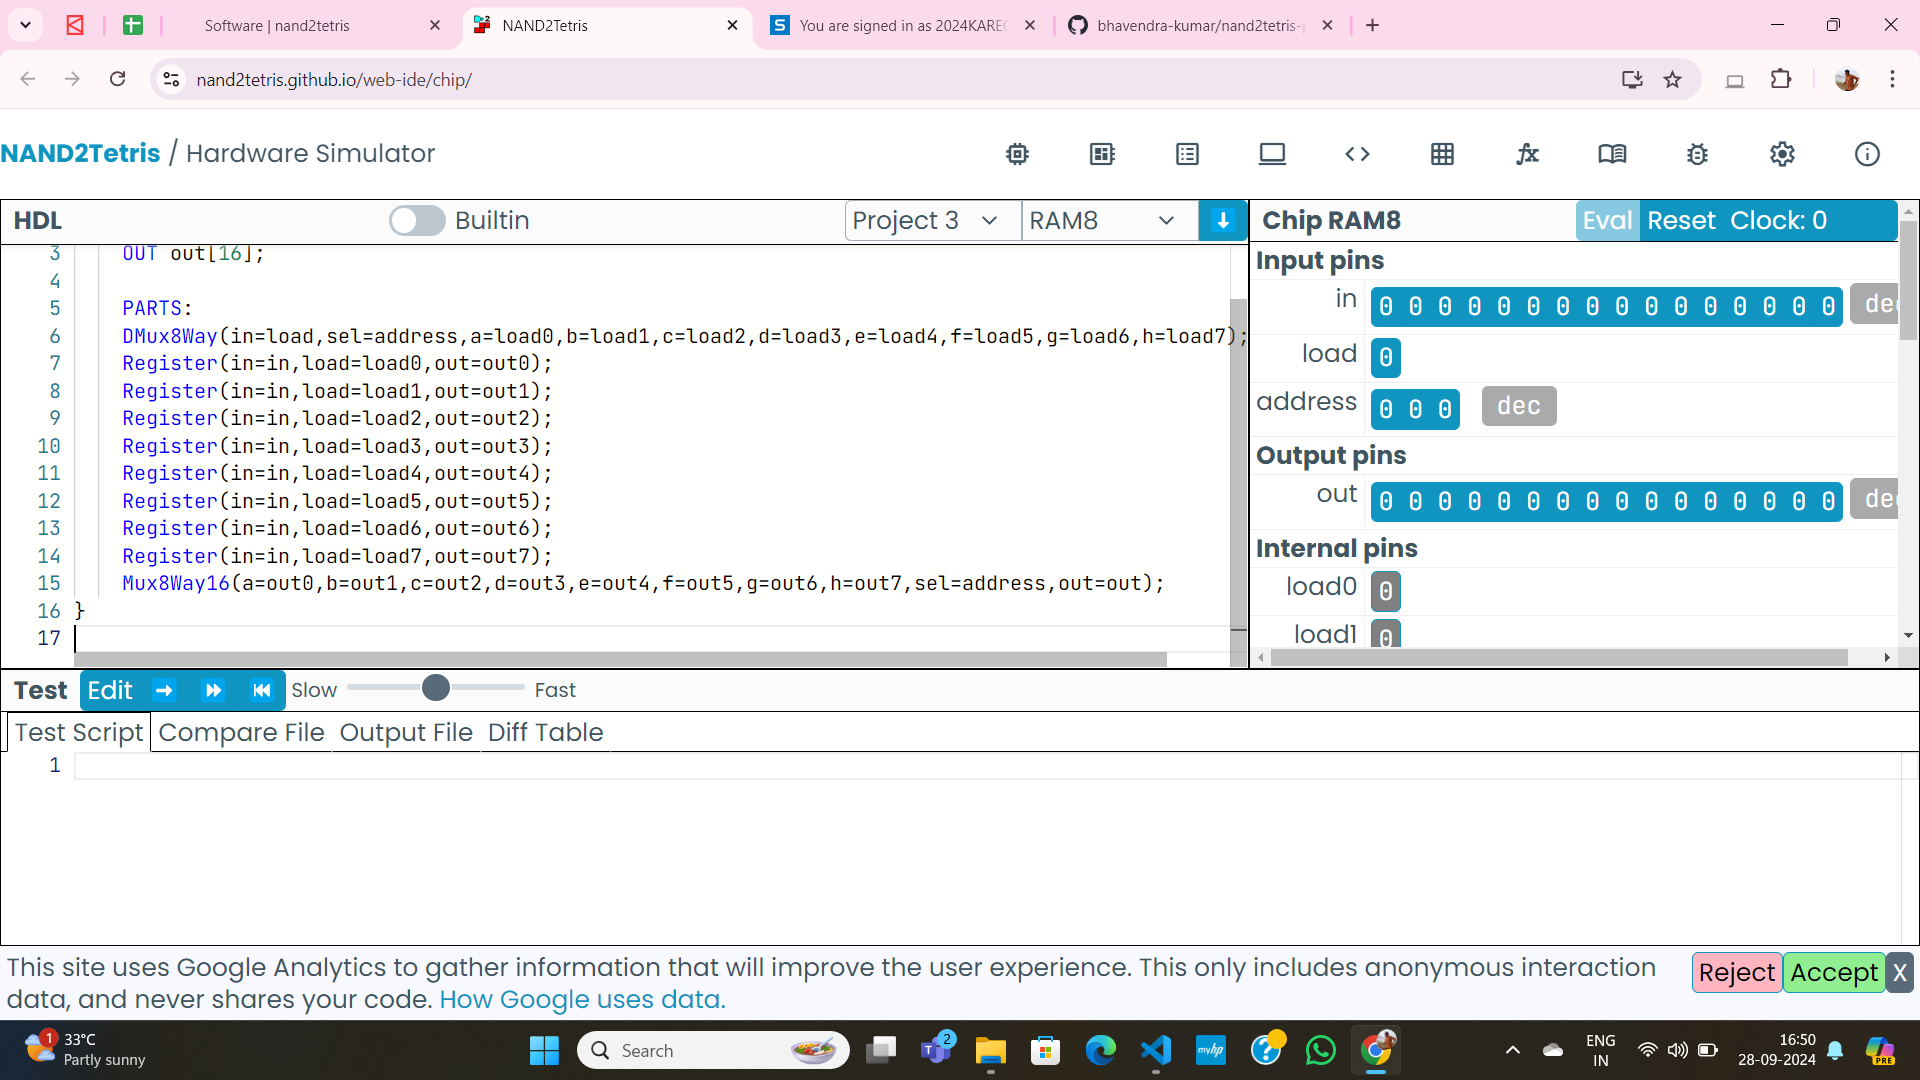 Software | nand2tetris
NAND2Tetris
You are signed in as 2024KARE
bhavendra-kumar/nand2tetris-
nand2tetris.github.io/web-ide/chip/
NAND2Tetris / Hardware Simulator
HDL
Builtin
Project 3
RAM8
Chip RAM8
Eval
Reset
Clock: 0
3 OUT out[16];
4
5 PARTS:
6 DMux8Way(in=load,sel=address,a=load0,b=load1,c=load2,d=load3,e=load4,f=load5,g=load6,h=load7);
7 Register(in=in,load=load0,out=out0);
8 Register(in=in,load=load1,out=out1);
9 Register(in=in,load=load2,out=out2);
10 Register(in=in,load=load3,out=out3);
11 Register(in=in,load=load4,out=out4);
12 Register(in=in,load=load5,out=out5);
13 Register(in=in,load=load6,out=out6);
14 Register(in=in,load=load7,out=out7);
15 Mux8Way16(a=out0,b=out1,c=out2,d=out3,e=out4,f=out5,g=out6,h=out7,sel=address,out=out);
16 }
17
Input pins
in 0 0 0 0 0 0 0 0 0 0 0 0 0 0 0 0 dec
load 0
address 0 0 0 dec
Output pins
out 0 0 0 0 0 0 0 0 0 0 0 0 0 0 0 0 dec
Internal pins
load0 0
load1 0
Test Edit Slow Fast
Test Script Compare File Output File Diff Table
1
This site uses Google Analytics to gather information that will improve the user experience. This only includes anonymous interaction
data, and never shares your code. How Google uses data.
Reject Accept X
1
33°C
Partly sunny
Search
2
myhp
ENG
IN
16:50
28-09-2024
PRE